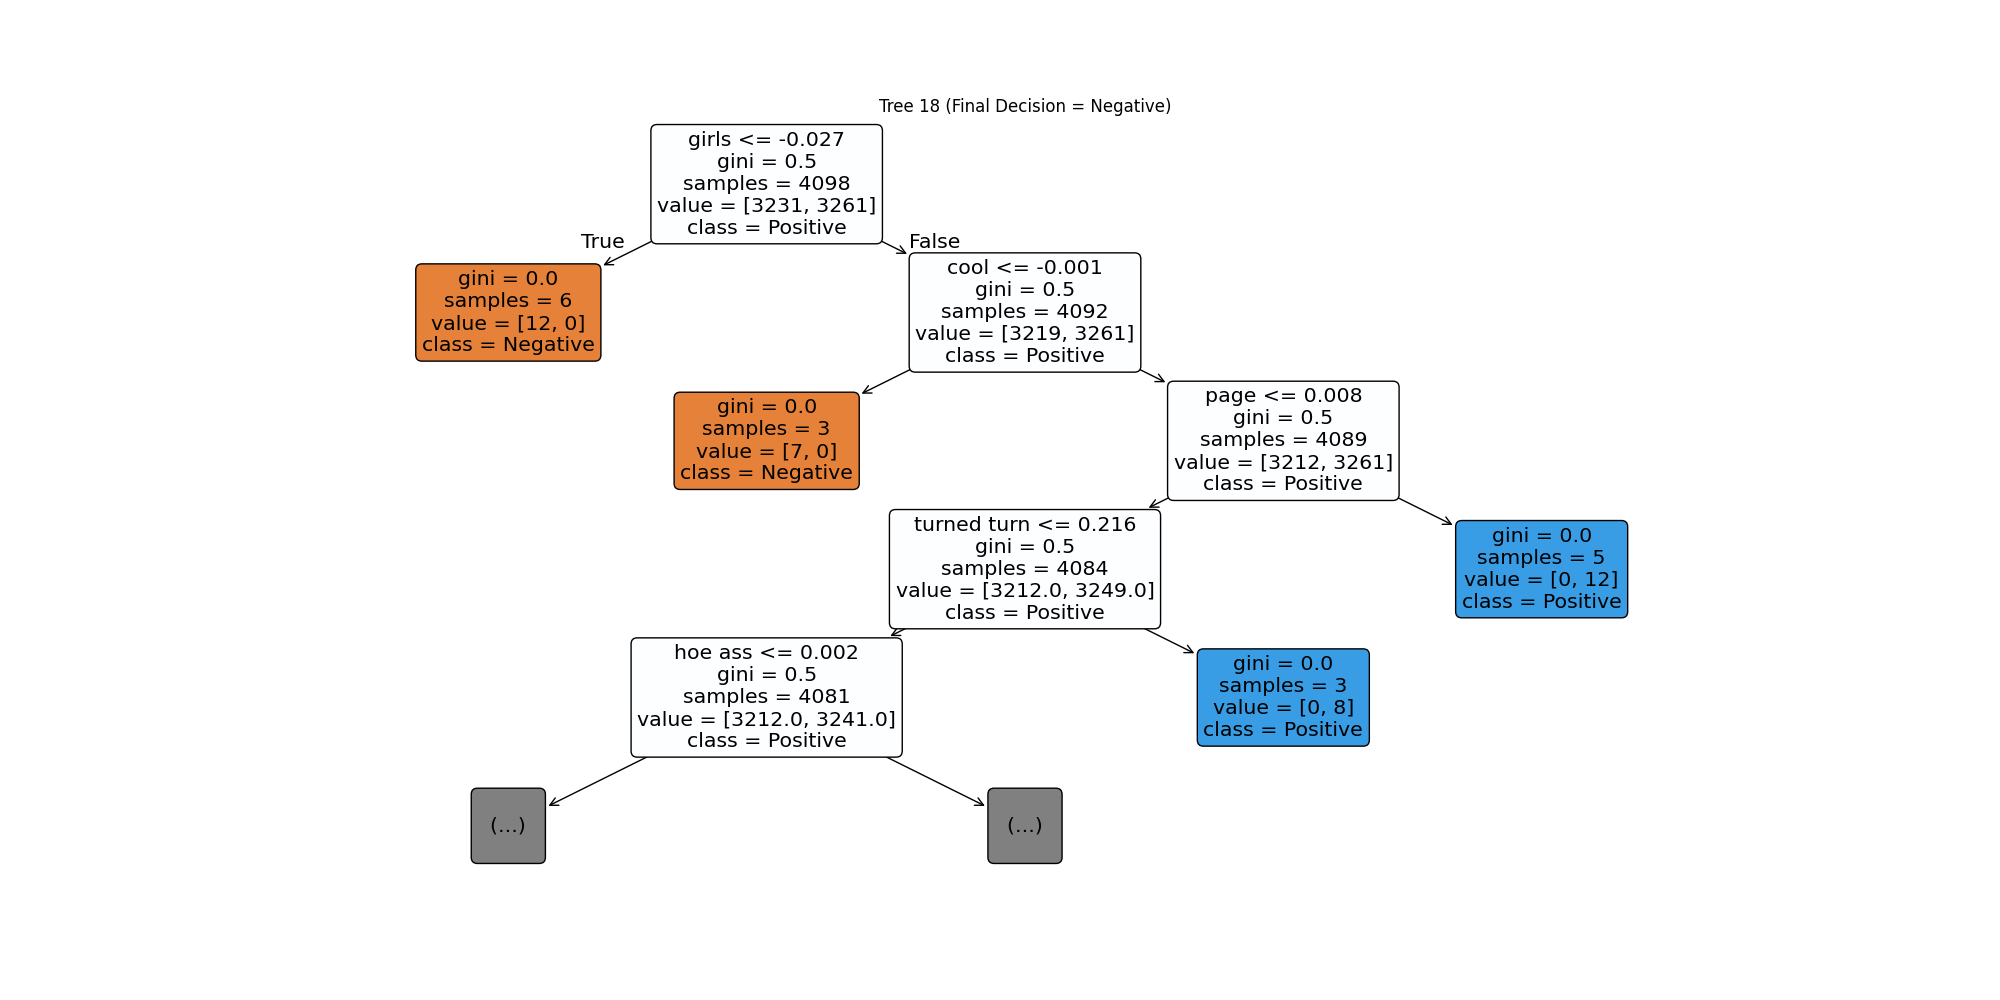 Tree 18 (Final Decision = Negative)
girls <= -0.027
gini = 0.5
samples = 4098
value = [3231, 3261]
class = Positive
True
False
gini = 0.0
samples = 6
value = [12, 0]
class = Negative
cool <= -0.001
gini = 0.5
samples = 4092
value = [3219, 3261]
class = Positive
gini = 0.0
samples = 3
value = [7, 0]
class = Negative
page <= 0.008
gini = 0.5
samples = 4089
value = [3212, 3261]
class = Positive
turned turn <= 0.216
gini = 0.5
samples = 4084
value = [3212.0, 3249.0]
class = Positive
gini = 0.0
samples = 5
value = [0, 12]
class = Positive
hoe ass <= 0.002
gini = 0.5
samples = 4081
value = [3212.0, 3241.0]
class = Positive
gini = 0.0
samples = 3
value = [0, 8]
class = Positive
(...)
(...)